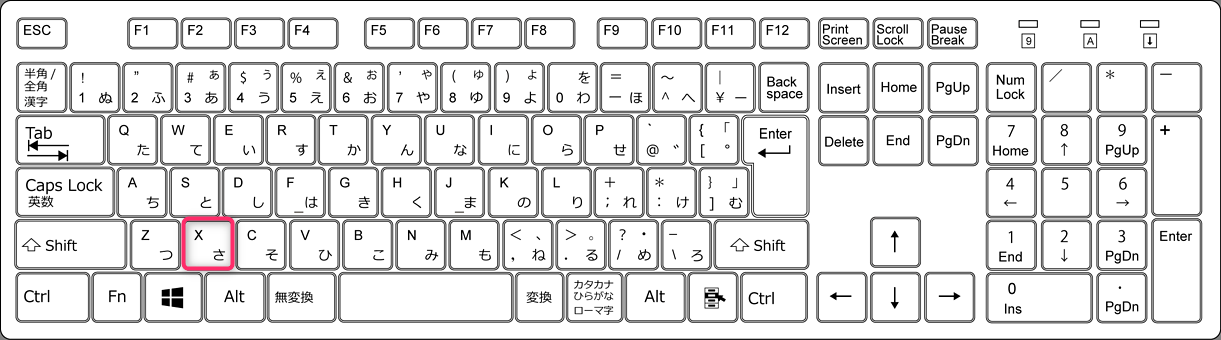 ESC F1 F2 F3 F4 F5 F6 F7 F8 F9 F10 F11 F12 Print Screen Scroll Lock Pause Break 9 A ⬇
半角/全角 漢字 ! 1 ぬ " 2 ふ # ぁ 3 あ $ ぅ 4 う % ぇ 5 え & ぉ 6 お ' ゃ 7 や ( ゅ 8 ゆ ) ょ 9 よ を 0 わ = - ほ ~ ^ へ | ¥ ー Back space Insert Home PgUp Num Lock / * -
Tab Q た W て E い R す T か Y ん U な I に O ら P せ ` @ ゛ { 「 [ ° Enter Delete End PgDn 7 Home 8 ↑ 9 PgUp +
Caps Lock 英数 A ち S と D し F _は G き H く J _ま K の L り + ; れ * : け } 」 ] む 4 ← 5 6 →
Shift Z つ X さ C そ V ひ B こ N み M も < 、 , ね > 。 . る ? ・ / め _ \ ろ Shift ↑ 1 End 2 ↓ 3 PgDn Enter
Ctrl Fn Alt 無変換 変換 カタカナ ひらがな ローマ字 Alt Ctrl ← ↓ → 0 Ins . PgDn